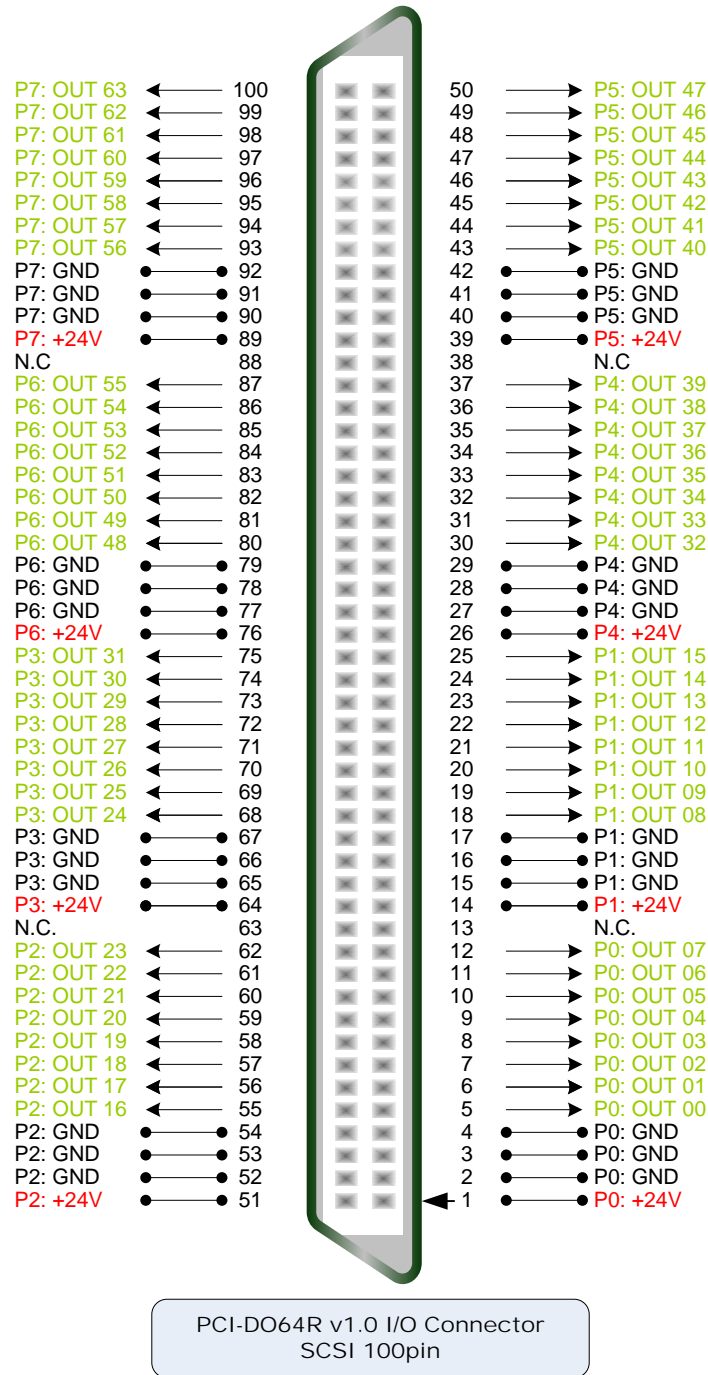 P7: OUT 63 100 50 P5: OUT 47
P7: OUT 62 99 49 P5: OUT 46
P7: OUT 61 98 48 P5: OUT 45
P7: OUT 60 97 47 P5: OUT 44
P7: OUT 59 96 46 P5: OUT 43
P7: OUT 58 95 45 P5: OUT 42
P7: OUT 57 94 44 P5: OUT 41
P7: OUT 56 93 43 P5: OUT 40
P7: GND 92 42 P5: GND
P7: GND 91 41 P5: GND
P7: GND 90 40 P5: GND
P7: +24V 89 39 P5: +24V
N.C 88 38 N.C
P6: OUT 55 87 37 P4: OUT 39
P6: OUT 54 86 36 P4: OUT 38
P6: OUT 53 85 35 P4: OUT 37
P6: OUT 52 84 34 P4: OUT 36
P6: OUT 51 83 33 P4: OUT 35
P6: OUT 50 82 32 P4: OUT 34
P6: OUT 49 81 31 P4: OUT 33
P6: OUT 48 80 30 P4: OUT 32
P6: GND 79 29 P4: GND
P6: GND 78 28 P4: GND
P6: GND 77 27 P4: GND
P6: +24V 76 26 P4: +24V
P3: OUT 31 75 25 P1: OUT 15
P3: OUT 30 74 24 P1: OUT 14
P3: OUT 29 73 23 P1: OUT 13
P3: OUT 28 72 22 P1: OUT 12
P3: OUT 27 71 21 P1: OUT 11
P3: OUT 26 70 20 P1: OUT 10
P3: OUT 25 69 19 P1: OUT 09
P3: OUT 24 68 18 P1: OUT 08
P3: GND 67 17 P1: GND
P3: GND 66 16 P1: GND
P3: GND 65 15 P1: GND
P3: +24V 64 14 P1: +24V
N.C. 63 13 N.C.
P2: OUT 23 62 12 P0: OUT 07
P2: OUT 22 61 11 P0: OUT 06
P2: OUT 21 60 10 P0: OUT 05
P2: OUT 20 59 9 P0: OUT 04
P2: OUT 19 58 8 P0: OUT 03
P2: OUT 18 57 7 P0: OUT 02
P2: OUT 17 56 6 P0: OUT 01
P2: OUT 16 55 5 P0: OUT 00
P2: GND 54 4 P0: GND
P2: GND 53 3 P0: GND
P2: GND 52 2 P0: GND
P2: +24V 51 1 P0: +24V
PCI-DO64R v1.0 I/O Connector
SCSI 100pin